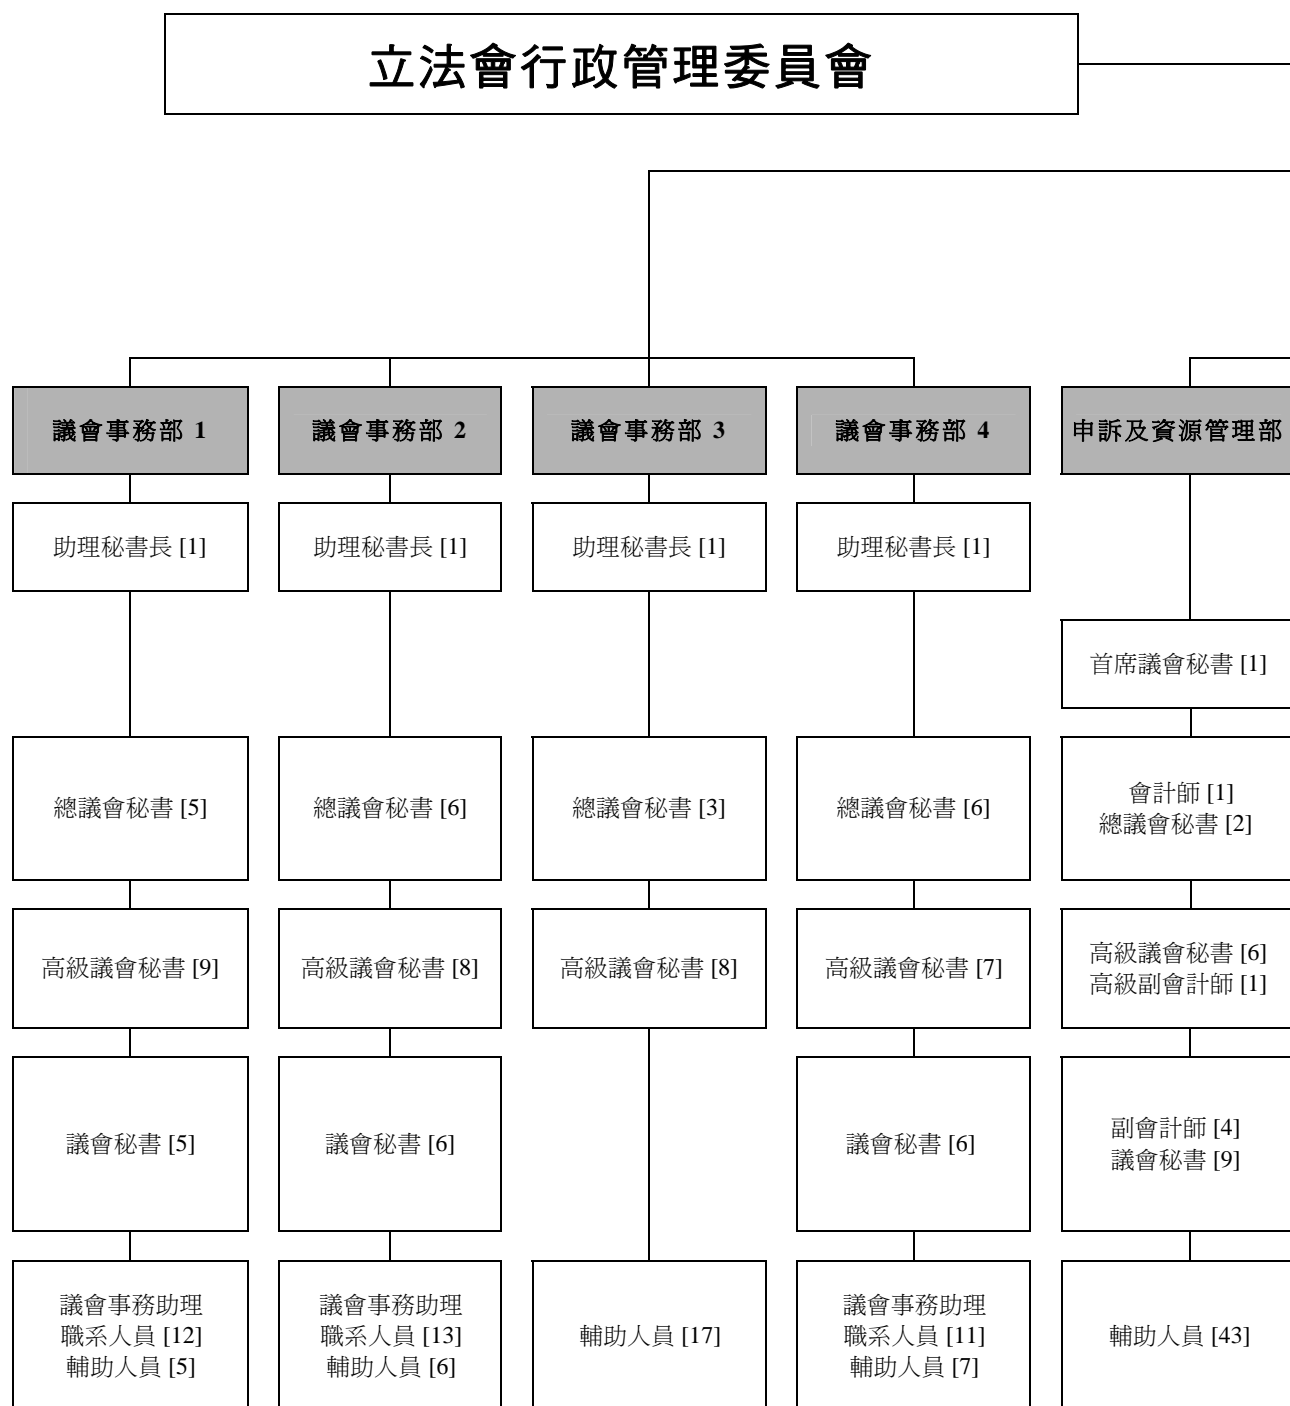 立法會行政管理委員會
議會事務部 1
議會事務部 2
議會事務部 3
議會事務部 4
申訴及資源管理部
助理秘書長 [1]
助理秘書長 [1]
助理秘書長 [1]
助理秘書長 [1]
首席議會秘書 [1]
總議會秘書 [5]
總議會秘書 [6]
總議會秘書 [3]
總議會秘書 [6]
會計師 [1]
總議會秘書 [2]
高級議會秘書 [9]
高級議會秘書 [8]
高級議會秘書 [8]
高級議會秘書 [7]
高級議會秘書 [6]
高級副會計師 [1]
議會秘書 [5]
議會秘書 [6]
議會秘書 [6]
副會計師 [4]
議會秘書 [9]
議會事務助理
職系人員 [12]
輔助人員 [5]
議會事務助理
職系人員 [13]
輔助人員 [6]
輔助人員 [17]
議會事務助理
職系人員 [11]
輔助人員 [7]
輔助人員 [43]